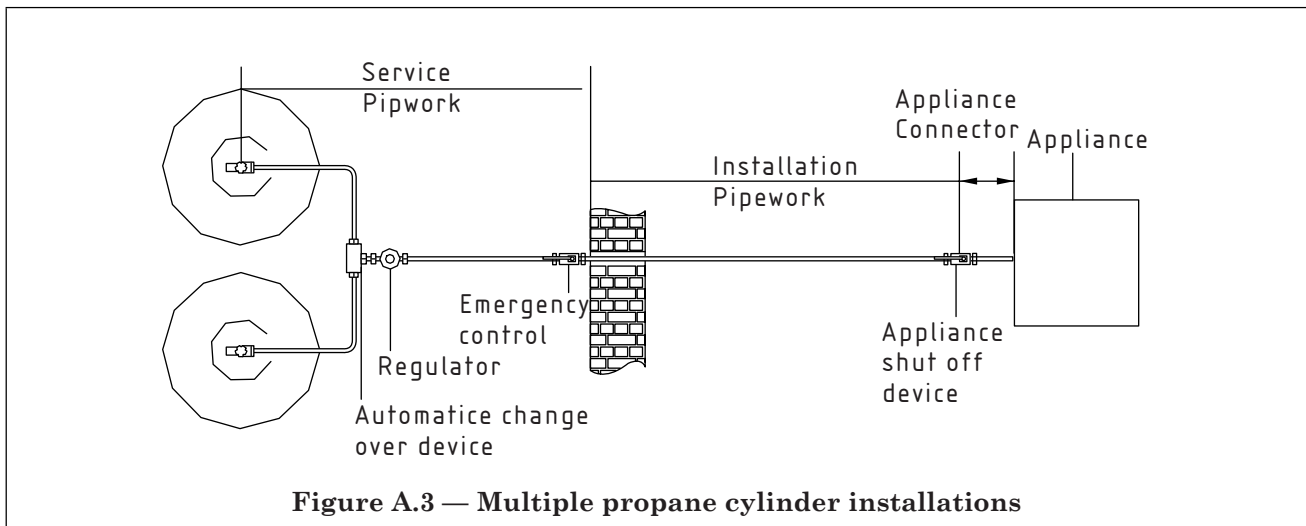 Service
Pipwork
Appliance
Connector
Appliance
Installation
Pipework
Emergency
control
Regulator
Automatice change
over device
Appliance
shut off
device
Figure A.3 — Multiple propane cylinder installations